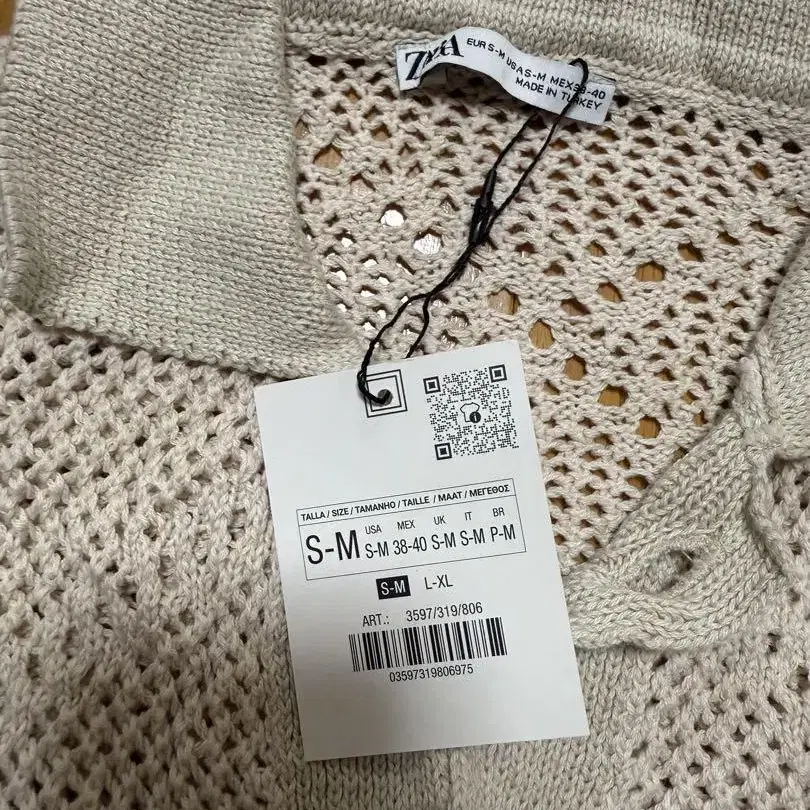 ZARA
EUR S-M USA S-M MEX 38-40
MADE IN TURKEY
TALLA / SIZE / TAMANHO / TAILLE / MAAT / ΜΕΓΕΘΟΣ
USA MEX UK IT BR
S-M S-M 38-40 S-M S-M P-M
S-M L-XL
ART.: 3597/319/806
03597319806975